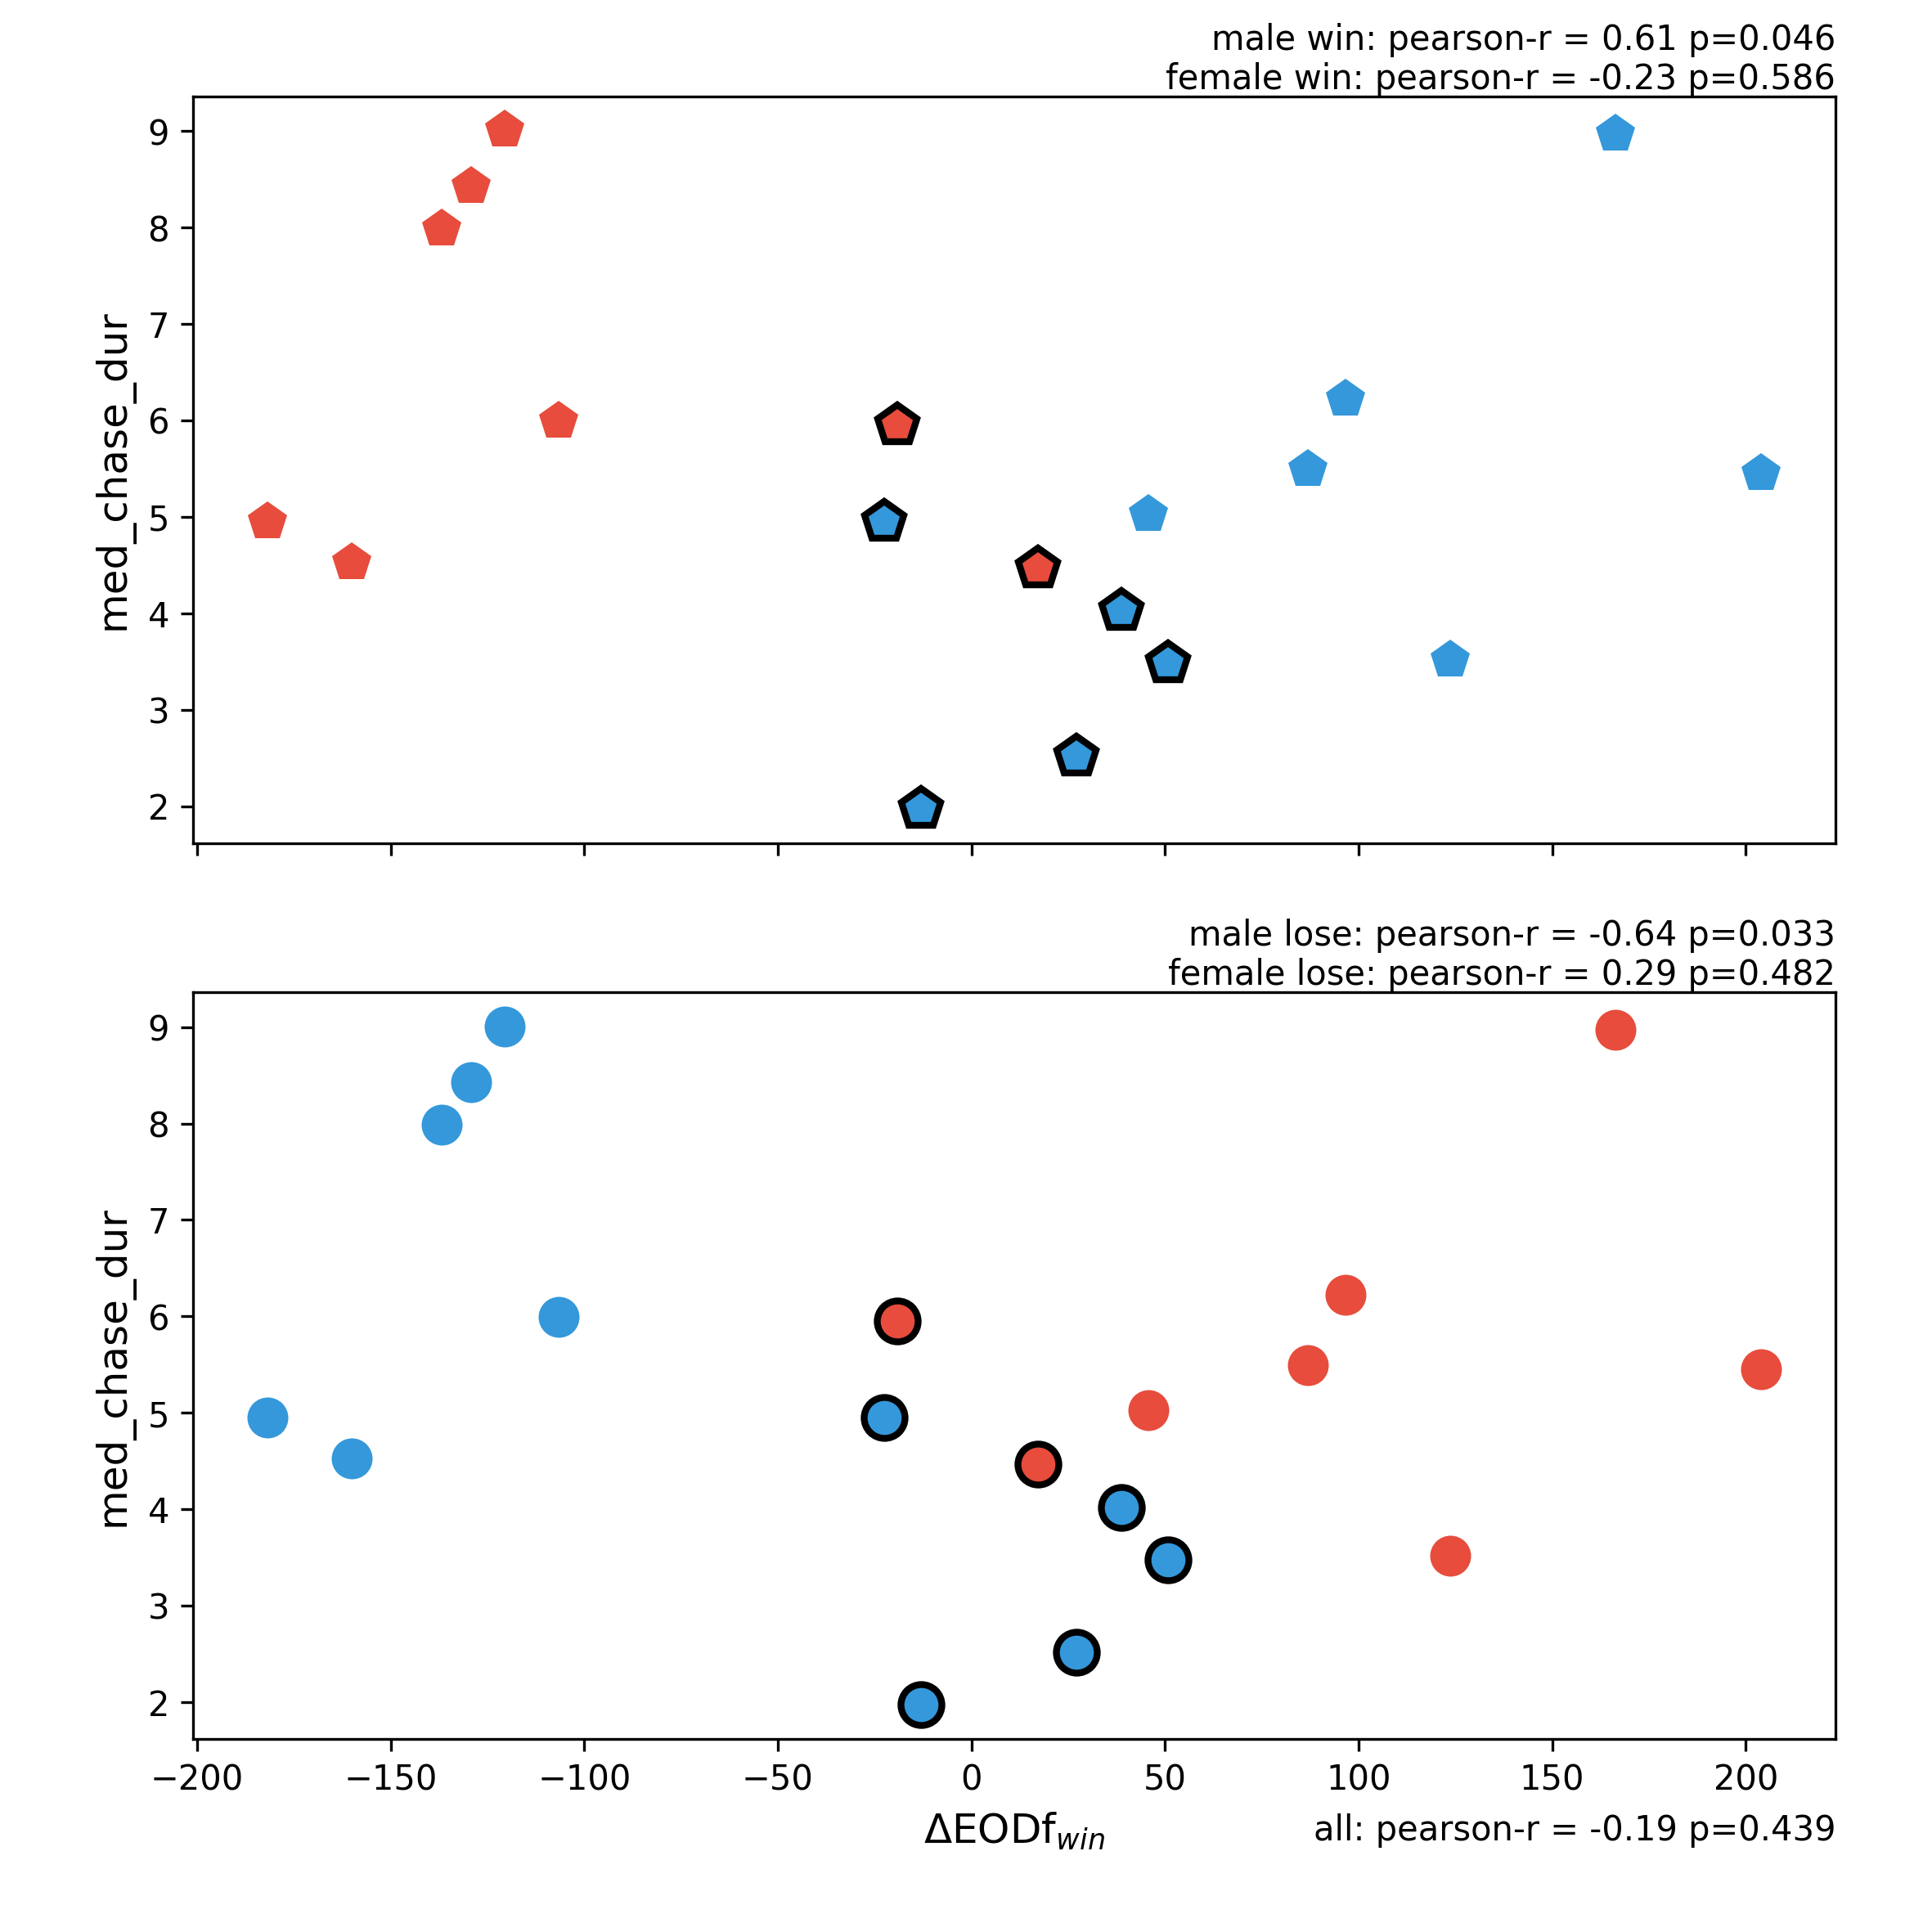 male win: pearson-r = 0.61 p=0.046
female win: pearson-r = -0.23 p=0.586
med_chase_dur
9
8
7
6
5
4
3
2
male lose: pearson-r = -0.64 p=0.033
female lose: pearson-r = 0.29 p=0.482
med_chase_dur
9
8
7
6
5
4
3
2
−200 −150 −100 −50 0 50 100 150 200
ΔEODfwin
all: pearson-r = -0.19 p=0.439